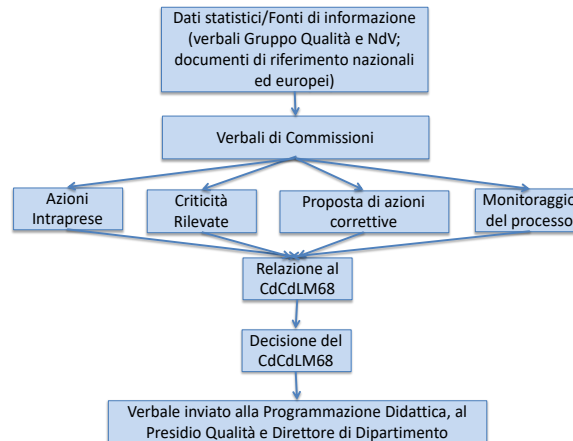 Dati statistici/Fonti di informazione
(verbali Gruppo Qualità e NdV;
documenti di riferimento nazionali
ed europei)
Verbali di Commissioni
Azioni
Intraprese
Criticità
Rilevate
Proposta di azioni
correttive
Monitoraggio
del processo
Relazione al
CdCdLM68
Decisione del
CdCdLM68
Verbale inviato alla Programmazione Didattica, al
Presidio Qualità e Direttore di Dipartimento